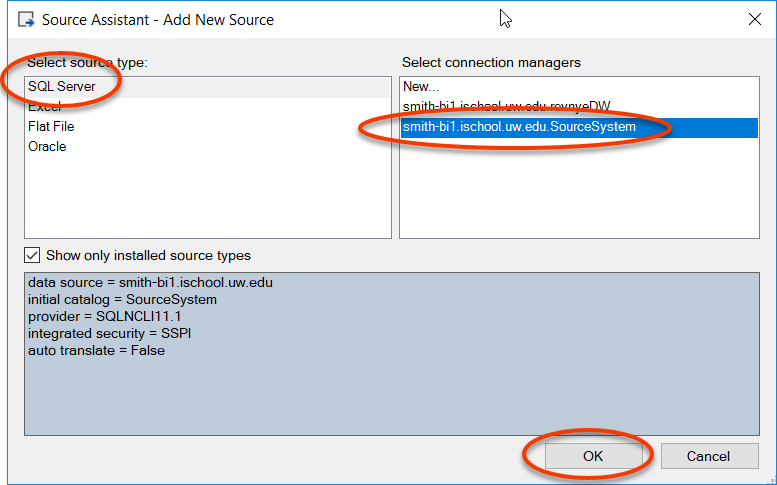 Source Assistant - Add New Source
Select source type:
SQL Server
Excel
Flat File
Oracle
Select connection managers
New...
smith-bi1.ischool.uw.edu.roynyeDW
smith-bi1.ischool.uw.edu.SourceSystem
Show only installed source types
data source = smith-bi1.ischool.uw.edu
initial catalog = SourceSystem
provider = SQLNCLI11.1
integrated security = SSPI
auto translate = False
OK
Cancel